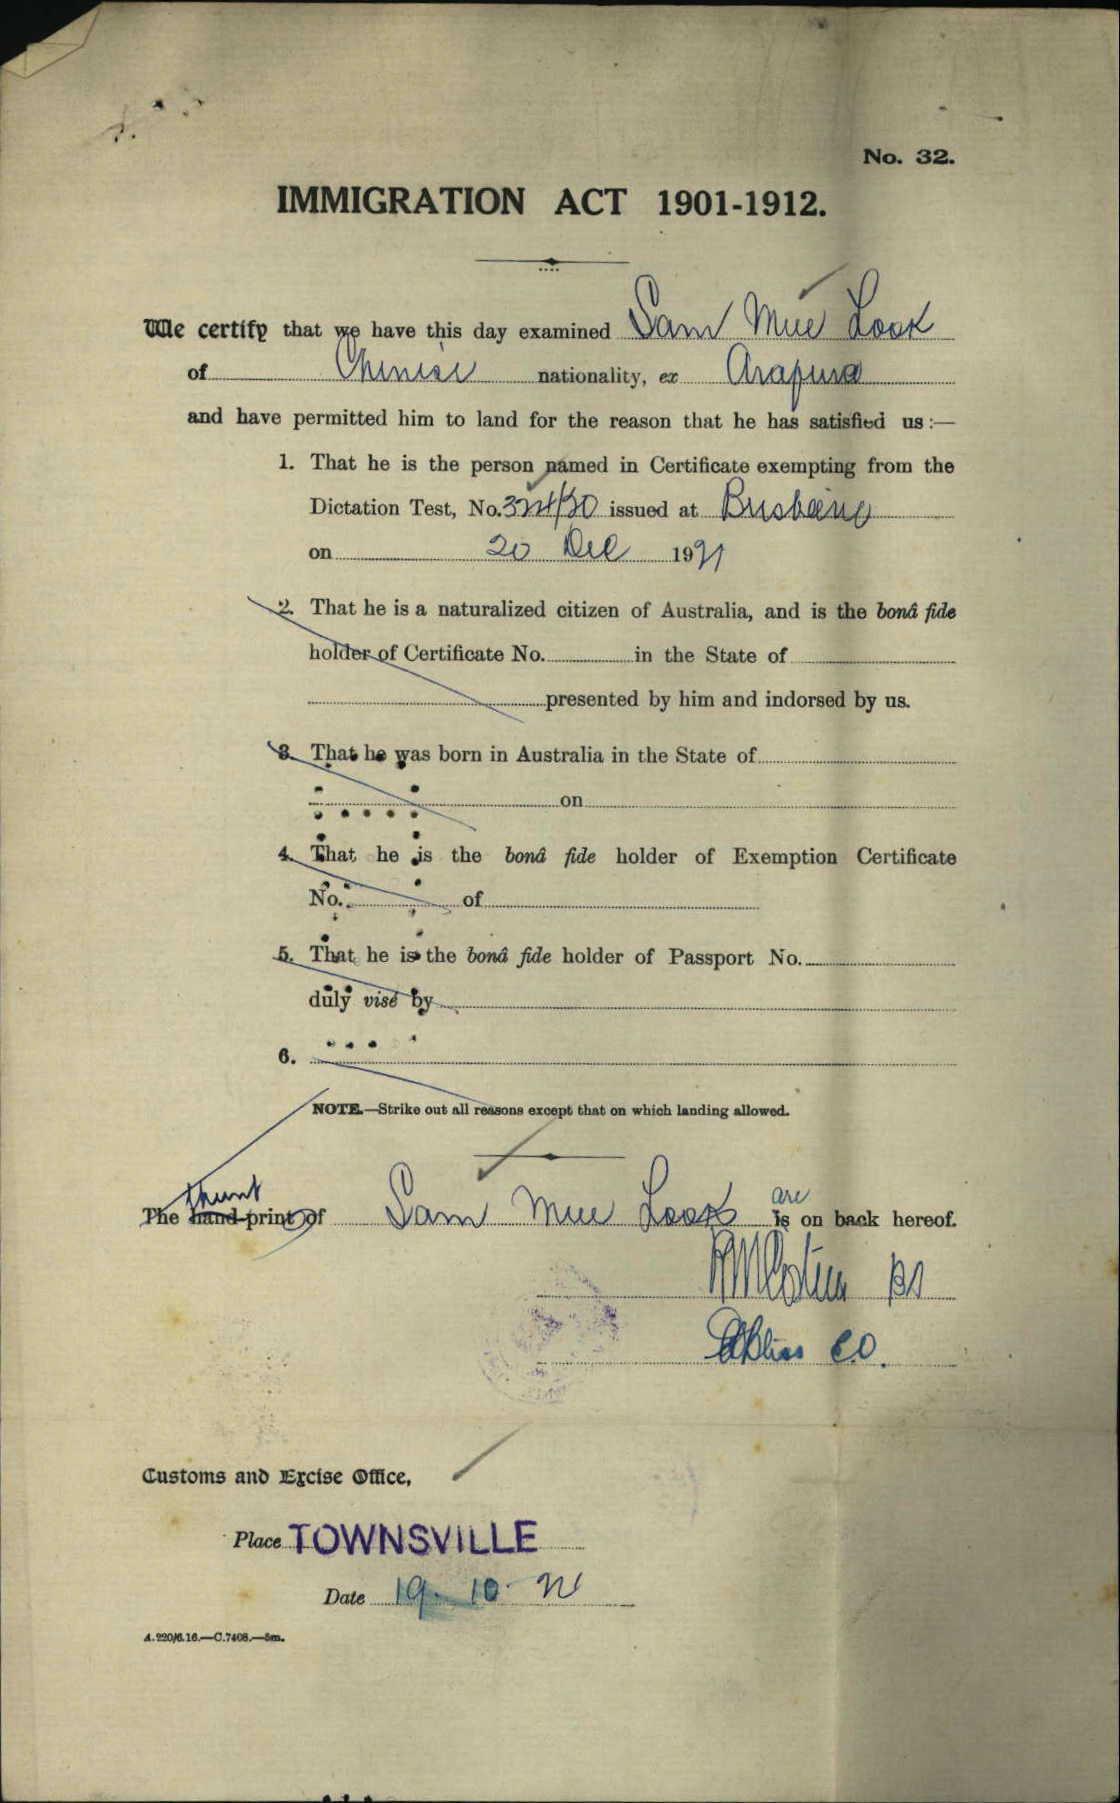 No. 32.
IMMIGRATION ACT 1901-1912.
We certify that we have this day examined Sam Mue Look
of Chinese nationality, ex Arafura
and have permitted him to land for the reason that he has satisfied us:—
1. That he is the person named in Certificate exempting from the
Dictation Test, No. 324/30 issued at Brisbane
on 20 Dec 1921
2. That he is a naturalized citizen of Australia, and is the bonâ fide
holder of Certificate No. in the State of
presented by him and indorsed by us.
3. That he was born in Australia in the State of
on
4. That he is the bonâ fide holder of Exemption Certificate
No. of
5. That he is the bonâ fide holder of Passport No.
duly visé by
6.
NOTE.—Strike out all reasons except that on which landing allowed.
thumb are
The hand-print of Sam Mue Look is on back hereof.
Bliss C.O.
Customs and Excise Office,
Place TOWNSVILLE
Date 19. 10.
A.220/6.16.—C.7408.—5m.